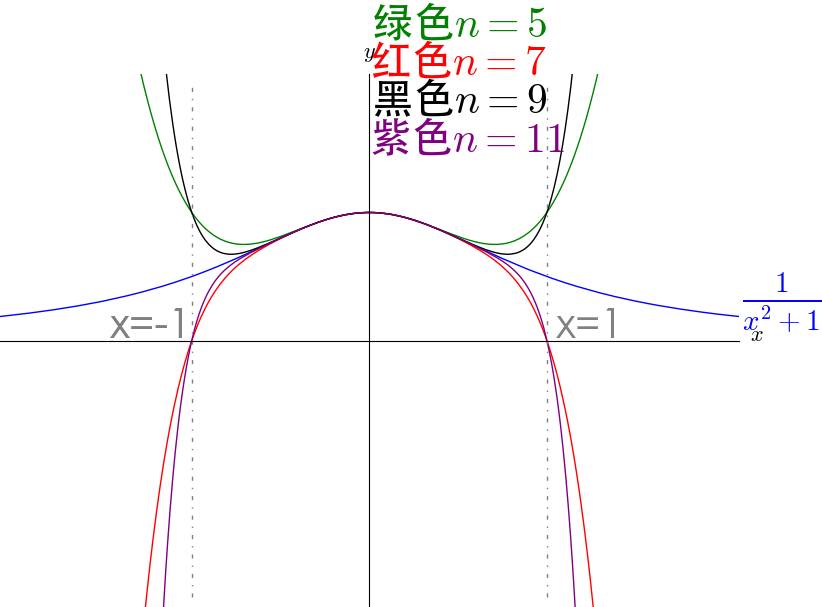 绿色n = 5
y
红色n = 7
黑色n = 9
紫色n = 11
x=-1
x=1
1
x² + 1
x